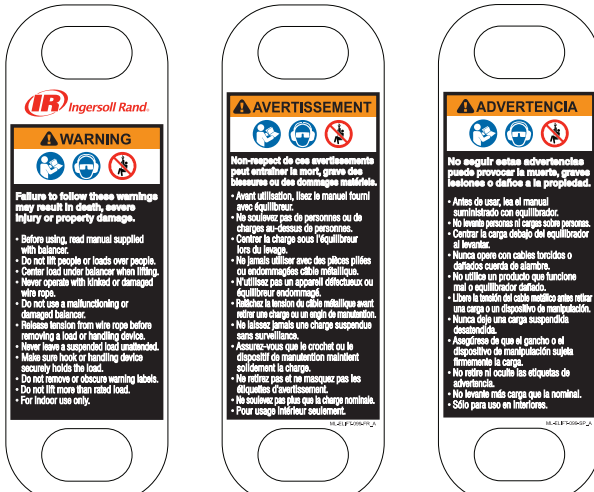 IR Ingersoll Rand.
WARNING
Failure to follow these warnings
may result in death, severe
injury or property damage.
• Before using, read manual supplied
with balancer.
• Do not lift people or loads over people.
• Center load under balancer when lifting.
• Never operate with kinked or damaged
wire rope.
• Do not use a malfunctioning or
damaged balancer.
• Release tension from wire rope before
removing a load or handling device.
• Never leave a suspended load unattended.
• Make sure hook or handling device
securely holds the load.
• Do not remove or obscure warning labels.
• Do not lift more than rated load.
• For indoor use only.
AVERTISSEMENT
Non-respect de ces avertissements
peut entraîner la mort, grave des
blessures ou des dommages matériels.
• Avant utilisation, lisez le manuel fourni
avec équilibreur.
• Ne soulevez pas de personnes ou de
charges au-dessus de personnes.
• Centrer la charge sous l'équilibreur
lors du levage.
• Ne jamais utiliser avec des pièces pliées
ou endommagées câble métallique.
• N'utilisez pas un appareil défectueux ou
équilibreur endommagé.
• Relâchez la tension du câble métallique avant
retirer une charge ou un engin de manutention.
• Ne laissez jamais une charge suspendue
sans surveillance.
• Assurez-vous que le crochet ou le
dispositif de manutention maintient
solidement la charge.
• Ne retirez pas et ne masquez pas les
étiquettes d'avertissement.
• Ne soulevez pas plus que la charge nominale.
• Pour usage intérieur seulement.
ML-ELIFT-098-FR_A
ADVERTENCIA
No seguir estas advertencias
puede provocar la muerte, graves
lesiones o daños a la propiedad.
• Antes de usar, lea el manual
suministrado con equilibrador.
• No levante personas ni cargas sobre personas.
• Centrar la carga debajo del equilibrador
al levantar.
• Nunca opere con cables torcidos o
dañados cuerda de alambre.
• No utilice un producto que funcione
mal o equilibrador dañado.
• Libere la tensión del cable metálico antes retirar
una carga o un dispositivo de manipulación.
• Nunca deje una carga suspendida
desatendida.
• Asegúrese de que el gancho o el
dispositivo de manipulación sujeta
firmemente la carga.
• No retire ni oculte las etiquetas de
advertencia.
• No levante más carga que la nominal.
• Sólo para uso en interiores.
ML-ELIFT-098-SP_A